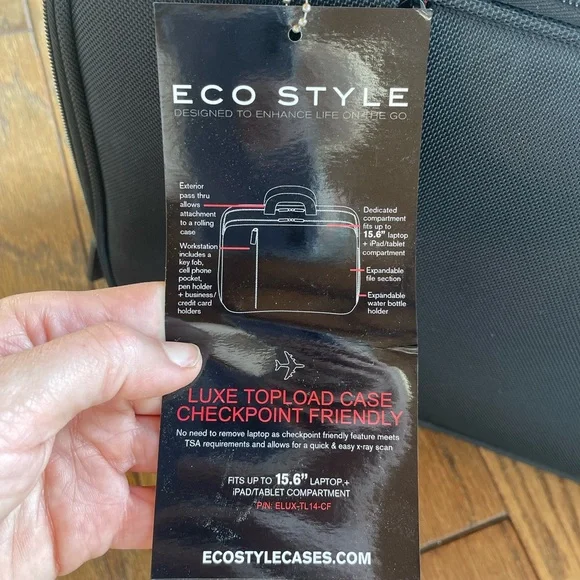 ECO STYLE
DESIGNED TO ENHANCE LIFE ON THE GO.
Exterior
pass thru
allows
attachment
to a rolling
case
Workstation
includes a
key fob,
cell phone
pocket,
pen holder
+ business/
credit card
holders
Dedicated
compartment
fits up to
15.6" laptop
+ iPad/tablet
compartment
Expandable
file section
Expandable
water bottle
holder
LUXE TOPLOAD CASE
CHECKPOINT FRIENDLY
No need to remove laptop as checkpoint friendly feature meets
TSA requirements and allows for a quick & easy x-ray scan
FITS UP TO 15.6" LAPTOP +
iPAD/TABLET COMPARTMENT
P/N: ELUX-TL14-CF
ECOSTYLECASES.COM